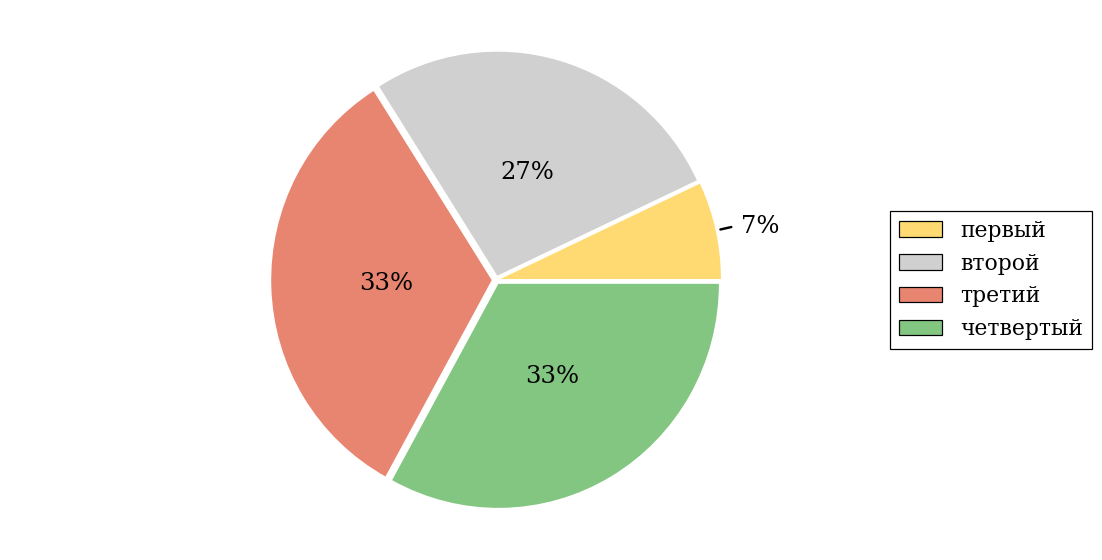 27%
7%
33%
33%
первый
второй
третий
четвертый